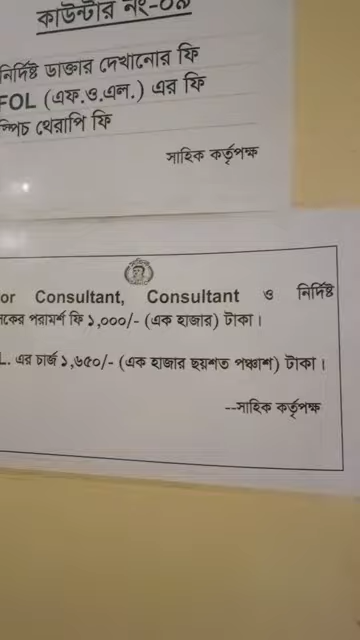 কাউন্টার নং-০৯
নির্দিষ্ট ডাক্তার দেখানোর ফি
FOL (এফ.ও.এল.) এর ফি
স্পিচ থেরাপি ফি
সাহিক কর্তৃপক্ষ
or Consultant, Consultant ও নির্দিষ্ট
পরামর্শ ফি ১,০০০/- (এক হাজার) টাকা।
L. এর চার্জ ১,৬৫০/- (এক হাজার ছয়শত পঞ্চাশ) টাকা।
--সাহিক কর্তৃপক্ষ